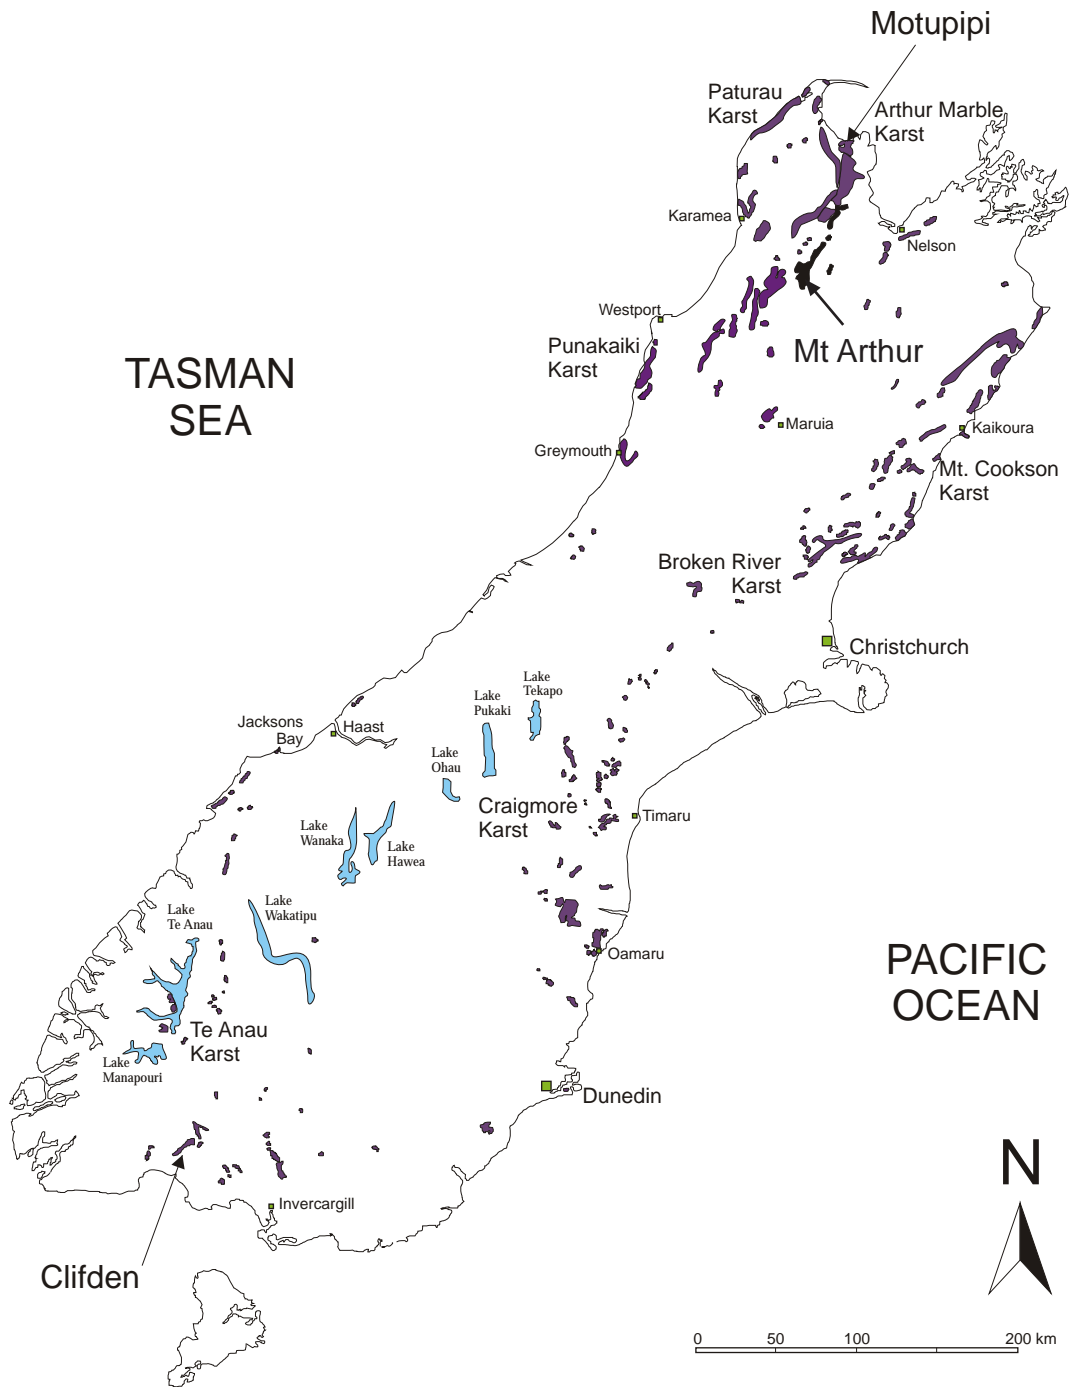 Motupipi
Paturau
Karst
Arthur Marble
Karst
Karamea
Nelson
Westport
Punakaiki
Karst
Mt Arthur
TASMAN
SEA
Maruia
Kaikoura
Greymouth
Mt. Cookson
Karst
Broken River
Karst
Christchurch
Lake
Tekapo
Lake
Pukaki
Jacksons
Bay
Haast
Lake
Ohau
Craigmore
Karst
Timaru
Lake
Wanaka
Lake
Hawea
Lake
Wakatipu
Lake
Te Anau
Oamaru
PACIFIC
OCEAN
Te Anau
Karst
Lake
Manapouri
Dunedin
N
Invercargill
Clifden
0 50 100 200 km